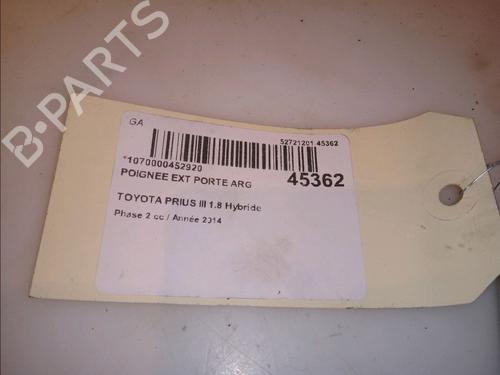 B-PARTS
GA
52721201 45362
*1070000452920
POIGNEE EXT PORTE ARG
45362
TOYOTA PRIUS III 1.8 Hybride
Phase 2 cc / Année 2014